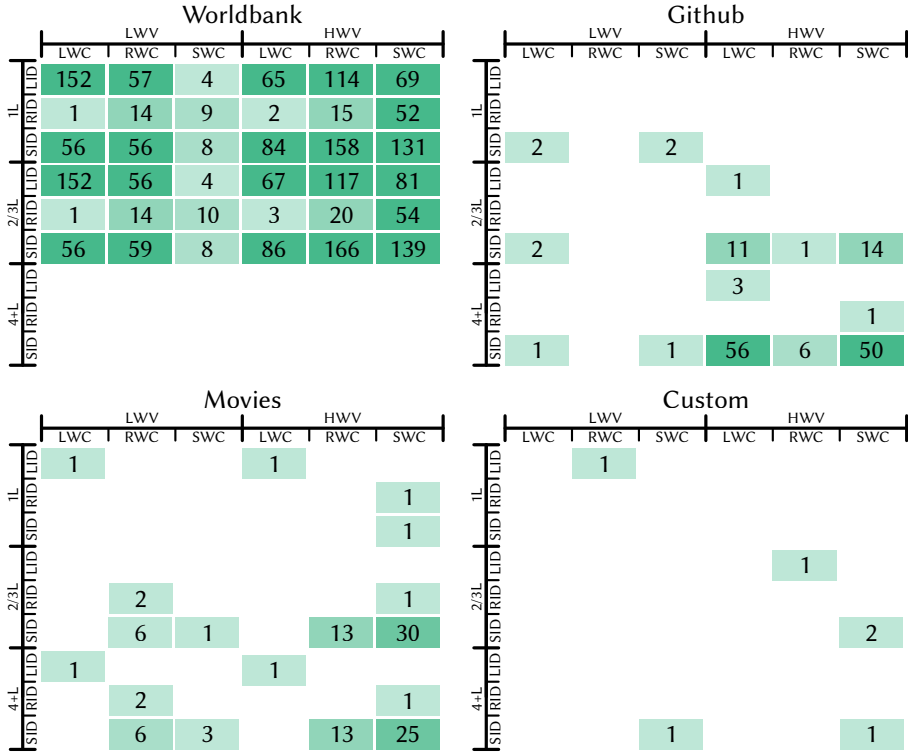 Worldbank
LWV HWV
LWC RWC SWC LWC RWC SWC
1L
LID 152 57 4 65 114 69
RID 1 14 9 2 15 52
SID 56 56 8 84 158 131
2/3L
LID 152 56 4 67 117 81
RID 1 14 10 3 20 54
SID 56 59 8 86 166 139
4+L
LID
RID
SID
Github
LWV HWV
LWC RWC SWC LWC RWC SWC
1L
LID
RID
SID 2 2
2/3L
LID 1
RID
SID 2 11 1 14
4+L
LID 3
RID 1
SID 1 1 56 6 50
Movies
LWV HWV
LWC RWC SWC LWC RWC SWC
1L
LID 1 1
RID 1
SID 1
2/3L
LID
RID 2 1
SID 6 1 13 30
4+L
LID 1 1
RID 2 1
SID 6 3 13 25
Custom
LWV HWV
LWC RWC SWC LWC RWC SWC
1L
LID 1
RID
SID
2/3L
LID 1
RID
SID 2
4+L
LID
RID
SID 1 1